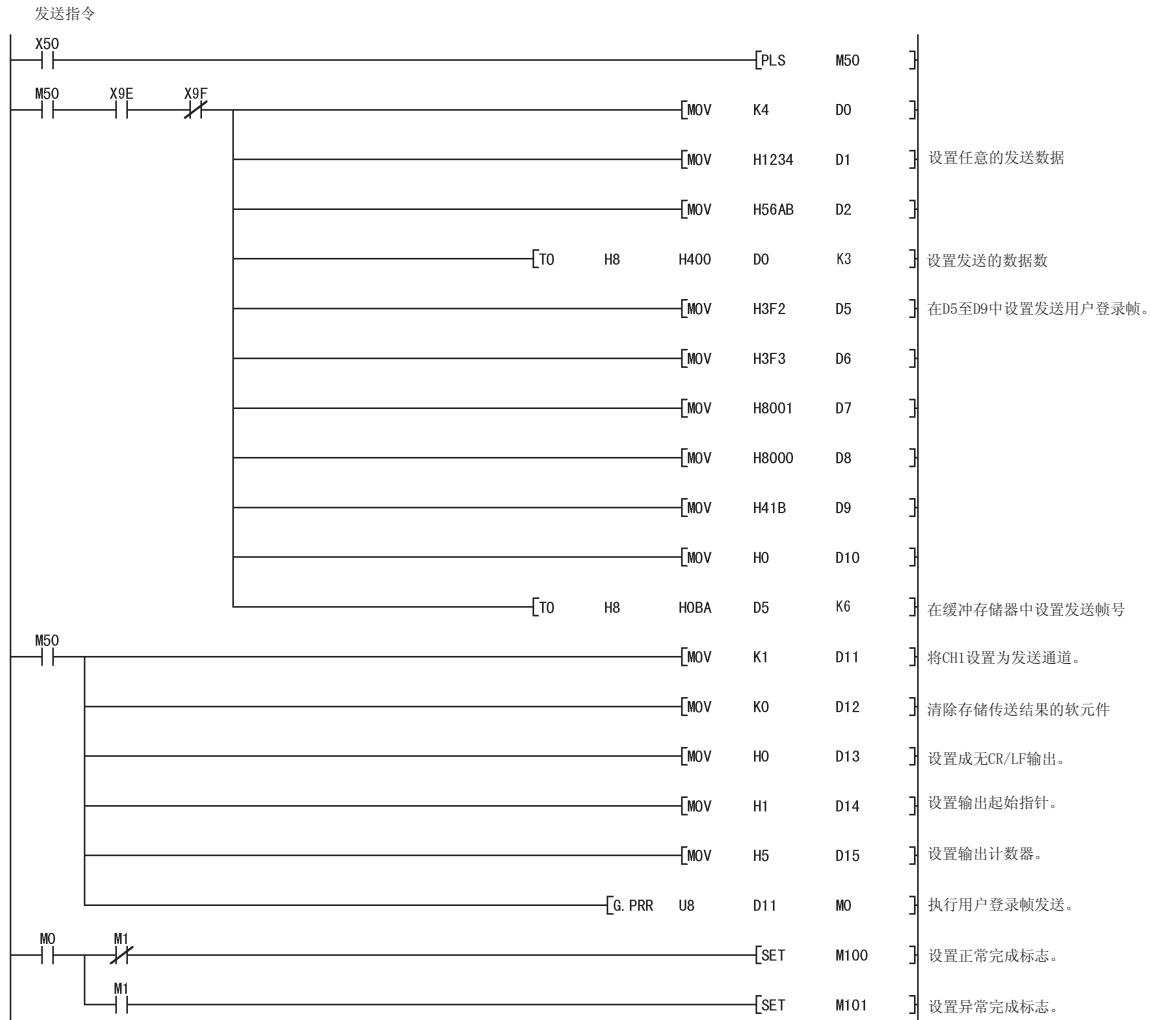 发送指令
X50
[PLS M50 ]
M50 X9E X9F
[MOV K4 D0 ]
[MOV H1234 D1 ] 设置任意的发送数据
[MOV H56AB D2 ]
[TO H8 H400 D0 K3 ] 设置发送的数据数
[MOV H3F2 D5 ] 在D5至D9中设置发送用户登录帧。
[MOV H3F3 D6 ]
[MOV H8001 D7 ]
[MOV H8000 D8 ]
[MOV H41B D9 ]
[MOV H0 D10 ]
[TO H8 H0BA D5 K6 ] 在缓冲存储器中设置发送帧号
M50
[MOV K1 D11 ] 将CH1设置为发送通道。
[MOV K0 D12 ] 清除存储传送结果的软元件
[MOV H0 D13 ] 设置成无CR/LF输出。
[MOV H1 D14 ] 设置输出起始指针。
[MOV H5 D15 ] 设置输出计数器。
[G.PRR U8 D11 M0 ] 执行用户登录帧发送。
M0 M1
[SET M100 ] 设置正常完成标志。
M1
[SET M101 ] 设置异常完成标志。